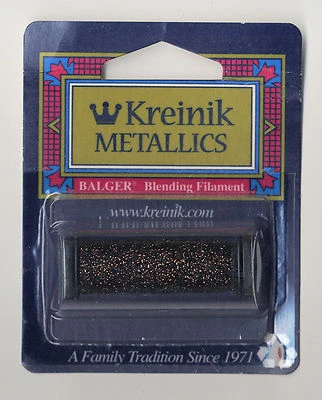 Kreinik
METALLICS
BALGER® Blending Filament
www.kreinik.com
A Family Tradition Since 1971